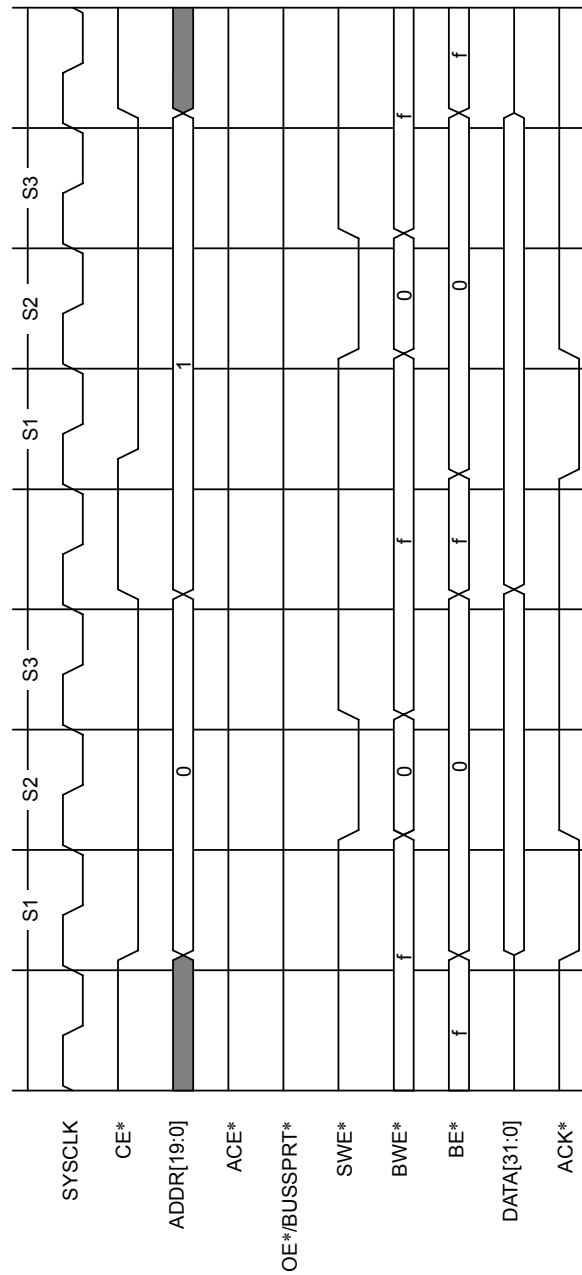 S1 S2 S3 S1 S2 S3
SYSCLK
CE*
ADDR[19:0] 0 1
ACE*
OE*/BUSSPRT*
SWE*
BWE* f 0 f 0 f
BE* f 0 f 0 f
DATA[31:0]
ACK*